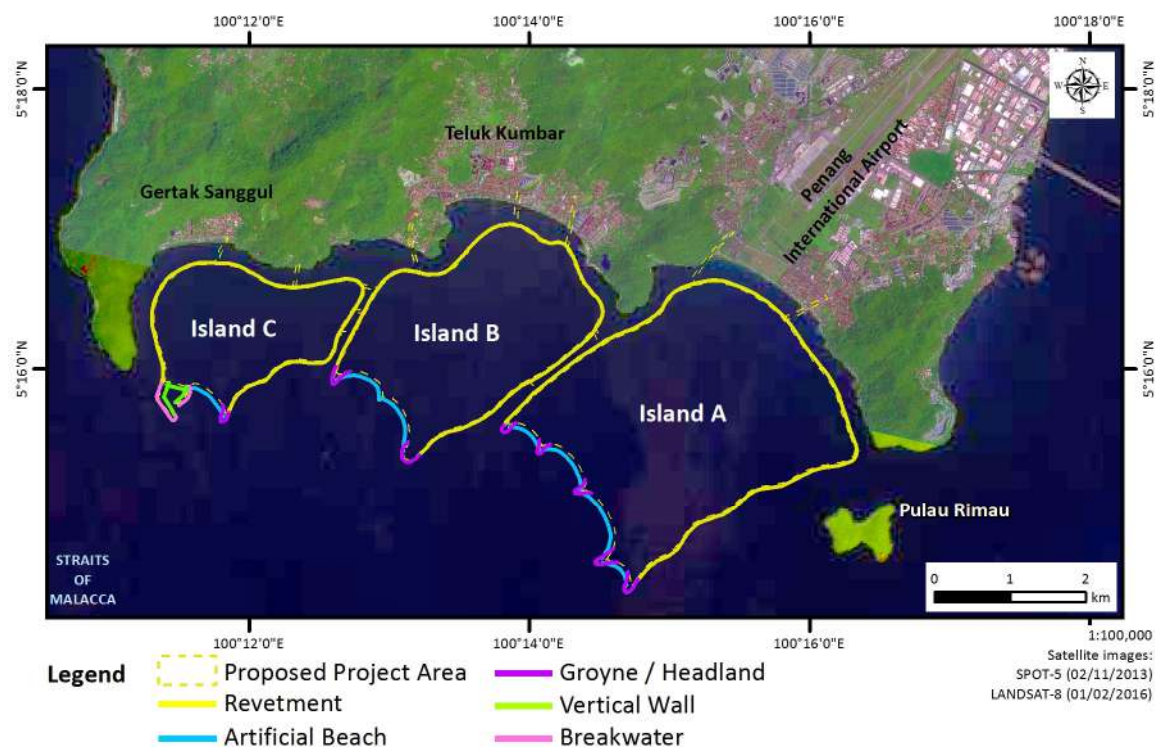 100°12'0"E
100°14'0"E
100°16'0"E
100°18'0"E
5°18'0"N
5°18'0"N
N
W
E
S
Teluk Kumbar
Gertak Sanggul
Penang
International Airport
Island C
Island B
Island A
5°16'0"N
5°16'0"N
Pulau Rimau
STRAITS
OF
MALACCA
0 1 2
km
100°12'0"E
100°14'0"E
100°16'0"E
1:100,000
Legend
Proposed Project Area
Revetment
Artificial Beach
Groyne / Headland
Vertical Wall
Breakwater
Satellite images:
SPOT-5 (02/11/2013)
LANDSAT-8 (01/02/2016)